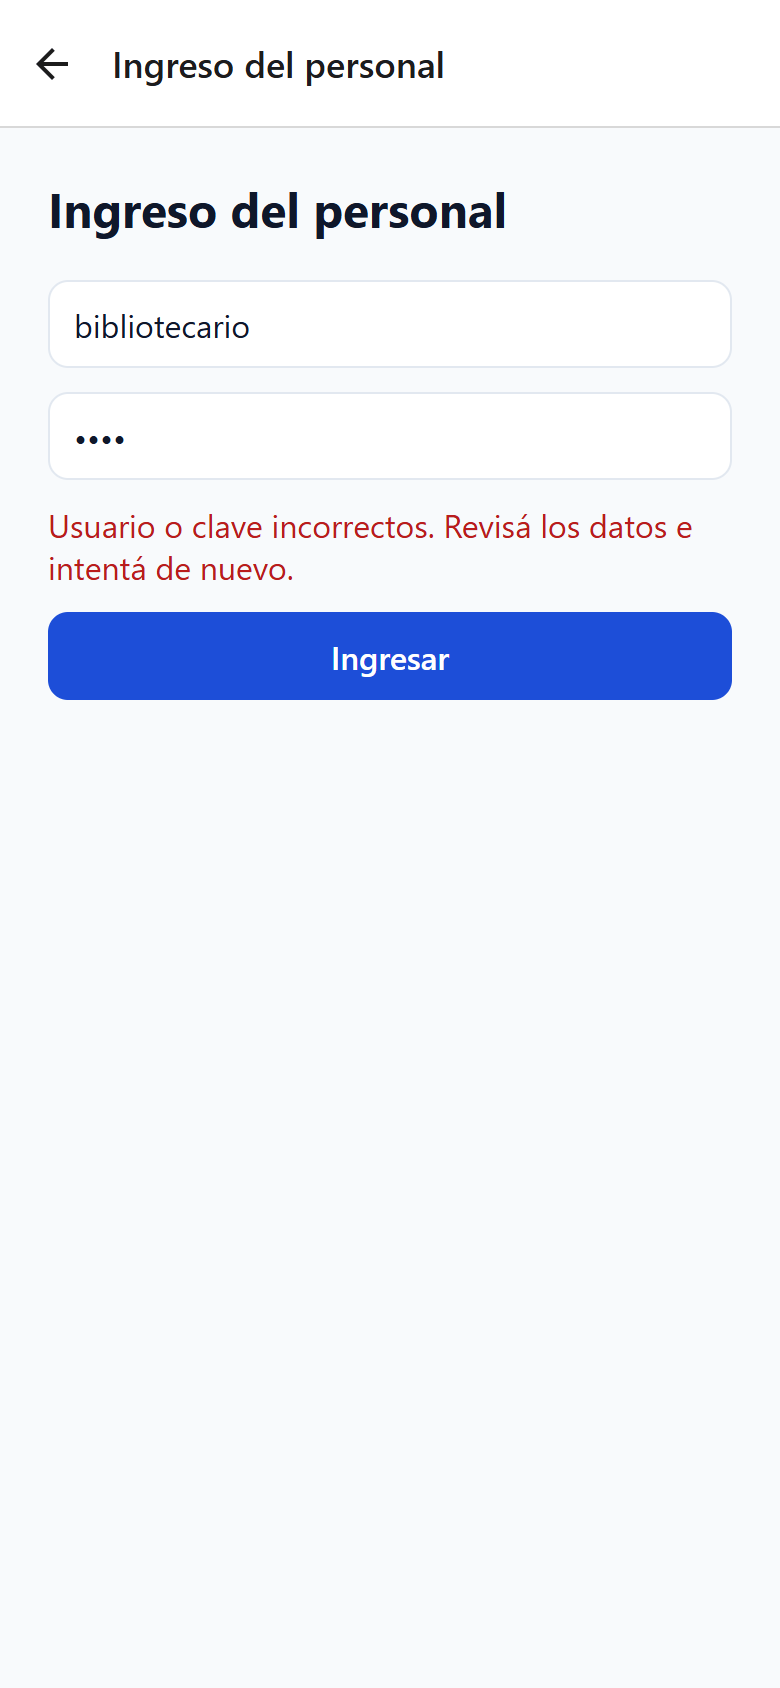 Ingreso del personal
Ingreso del personal
bibliotecario
••••
Usuario o clave incorrectos. Revisá los datos e
intentá de nuevo.
Ingresar